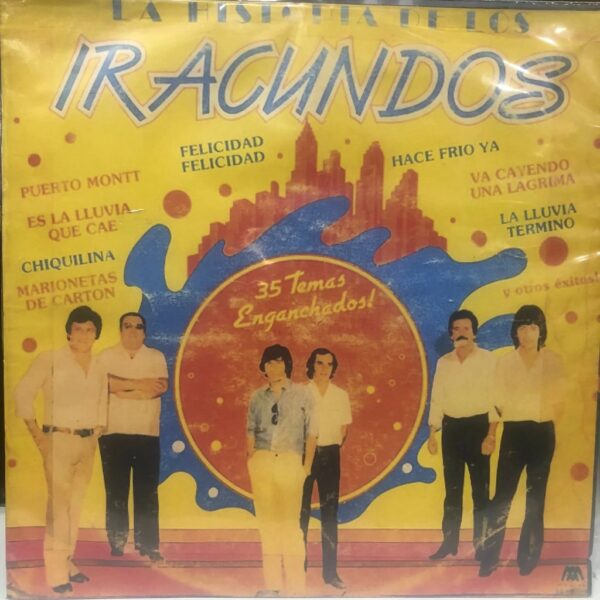 LA HISTORIA DE LOS
IRACUNDOS
FELICIDAD
FELICIDAD
HACE FRIO YA
PUERTO MONTT
VA CAYENDO
UNA LAGRIMA
ES LA LLUVIA
QUE CAE
LA LLUVIA
TERMINO
CHIQUILINA
MARIONETAS
DE CARTON
35 Temas
Enganchados!
y otros éxitos!